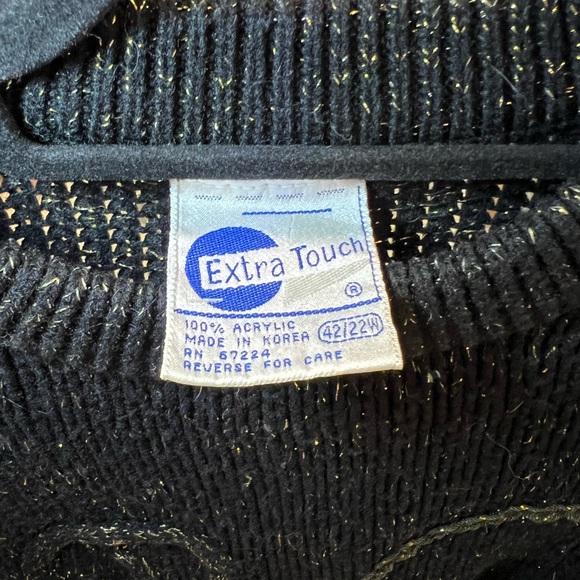 Extra Touch
®
100% ACRYLIC
MADE IN KOREA 42/22W
RN 67224
REVERSE FOR CARE